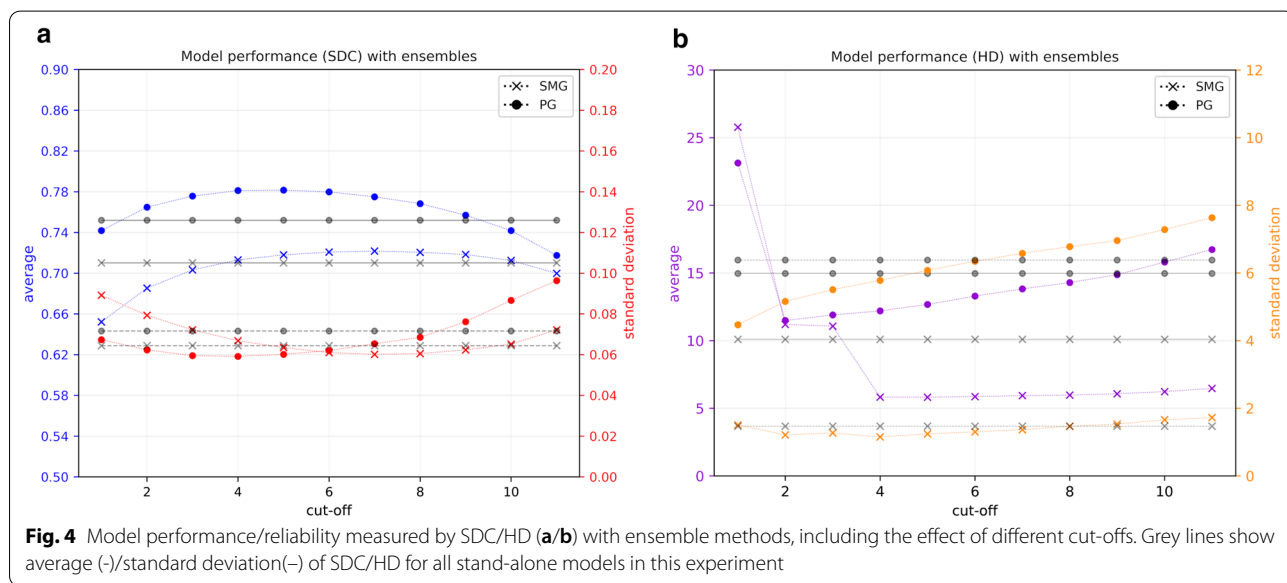 a
Model performance (SDC) with ensembles
0.90
0.86
0.82
0.78
0.74
0.70
0.66
0.62
0.58
0.54
0.50
average
0.20
0.18
0.16
0.14
0.12
0.10
0.08
0.06
0.04
0.02
0.00
standard deviation
SMG
PG
2
4
6
8
10
cut-off
b
Model performance (HD) with ensembles
30
25
20
15
10
5
0
average
12
10
8
6
4
2
0
standard deviation
SMG
PG
2
4
6
8
10
cut-off
Fig. 4 Model performance/reliability measured by SDC/HD (a/b) with ensemble methods, including the effect of different cut-offs. Grey lines show
average (-)/standard deviation(–) of SDC/HD for all stand-alone models in this experiment